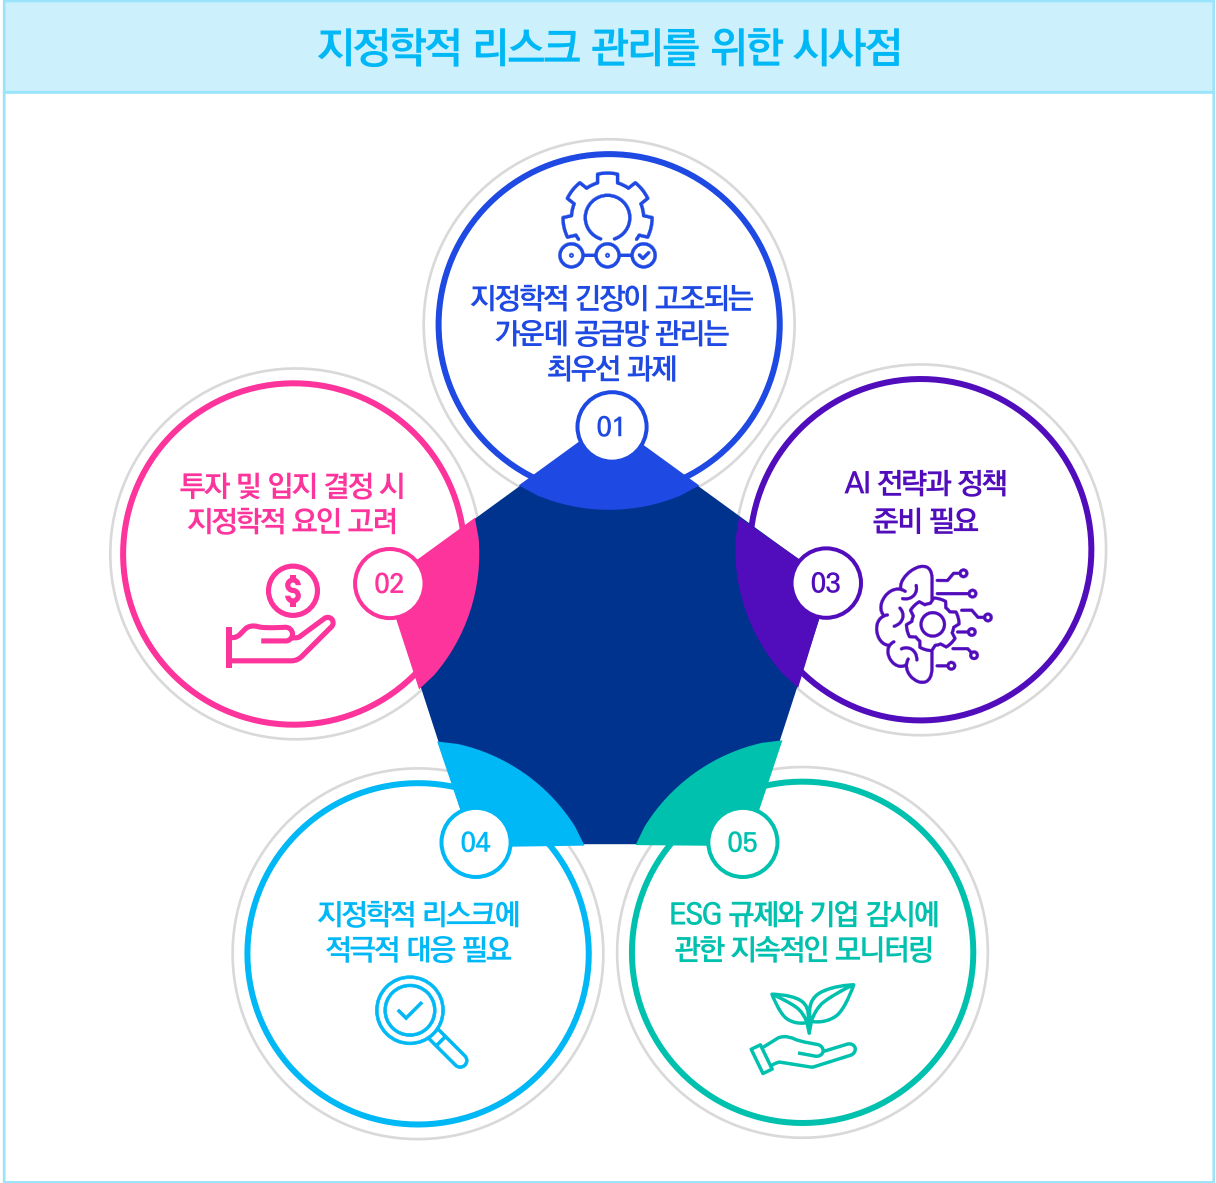 지정학적 리스크 관리를 위한 시사점
지정학적 긴장이 고조되는
가운데 공급망 관리는
최우선 과제
01
투자 및 입지 결정 시
지정학적 요인 고려
$
02
AI 전략과 정책
준비 필요
03
04
지정학적 리스크에
적극적 대응 필요
05
ESG 규제와 기업 감시에
관한 지속적인 모니터링